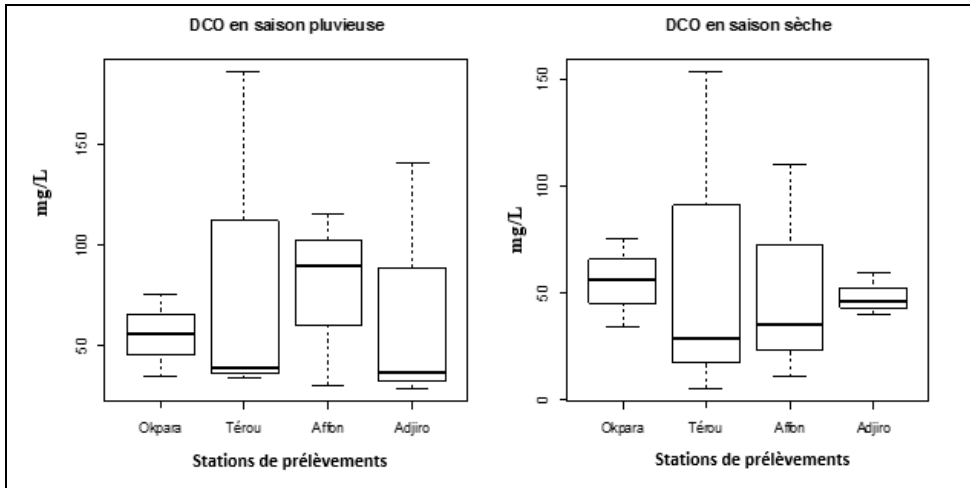 DCO en saison pluvieuse
mg/L
150
100
50
Okpara Térou Affon Adjiro
Stations de prélèvements
DCO en saison sèche
mg/L
150
100
50
0
Okpara Térou Affon Adjiro
Stations de prélèvements